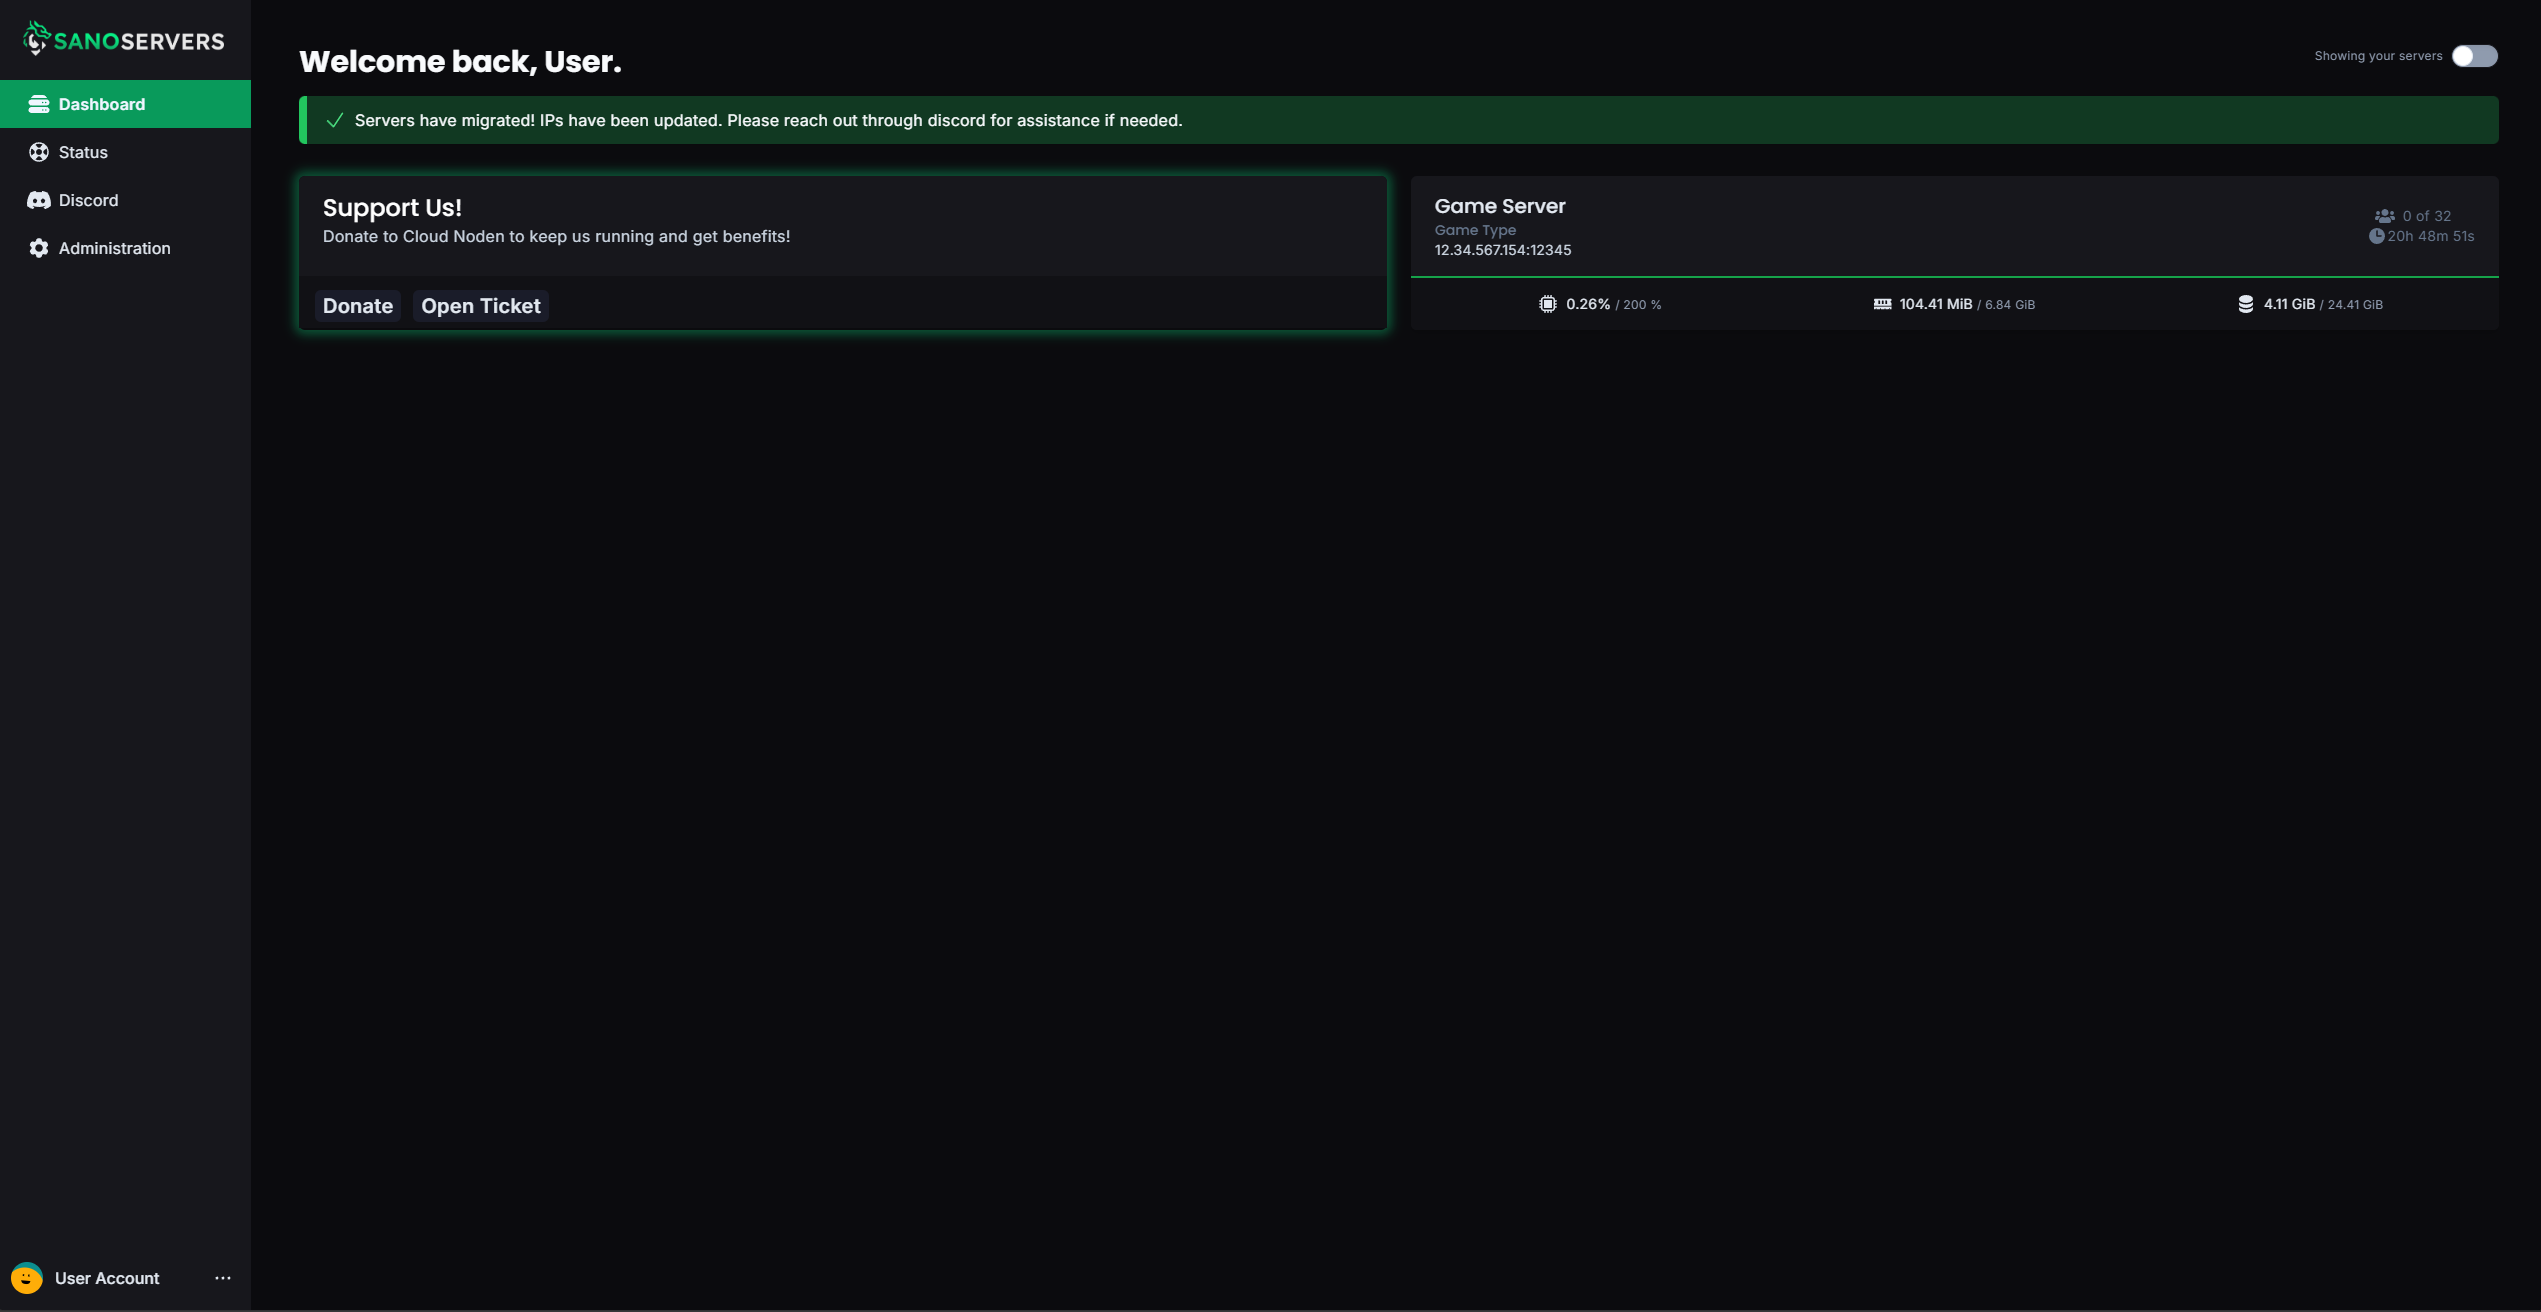 SANOSERVERS
Dashboard
Status
Discord
Administration
User Account
Welcome back, User.
Showing your servers
Servers have migrated! IPs have been updated. Please reach out through discord for assistance if needed.
Support Us!
Donate to Cloud Noden to keep us running and get benefits!
Donate
Open Ticket
Game Server
Game Type
12.34.567.154:12345
0 of 32
20h 48m 51s
0.26% / 200 %
104.41 MiB / 6.84 GiB
4.11 GiB / 24.41 GiB